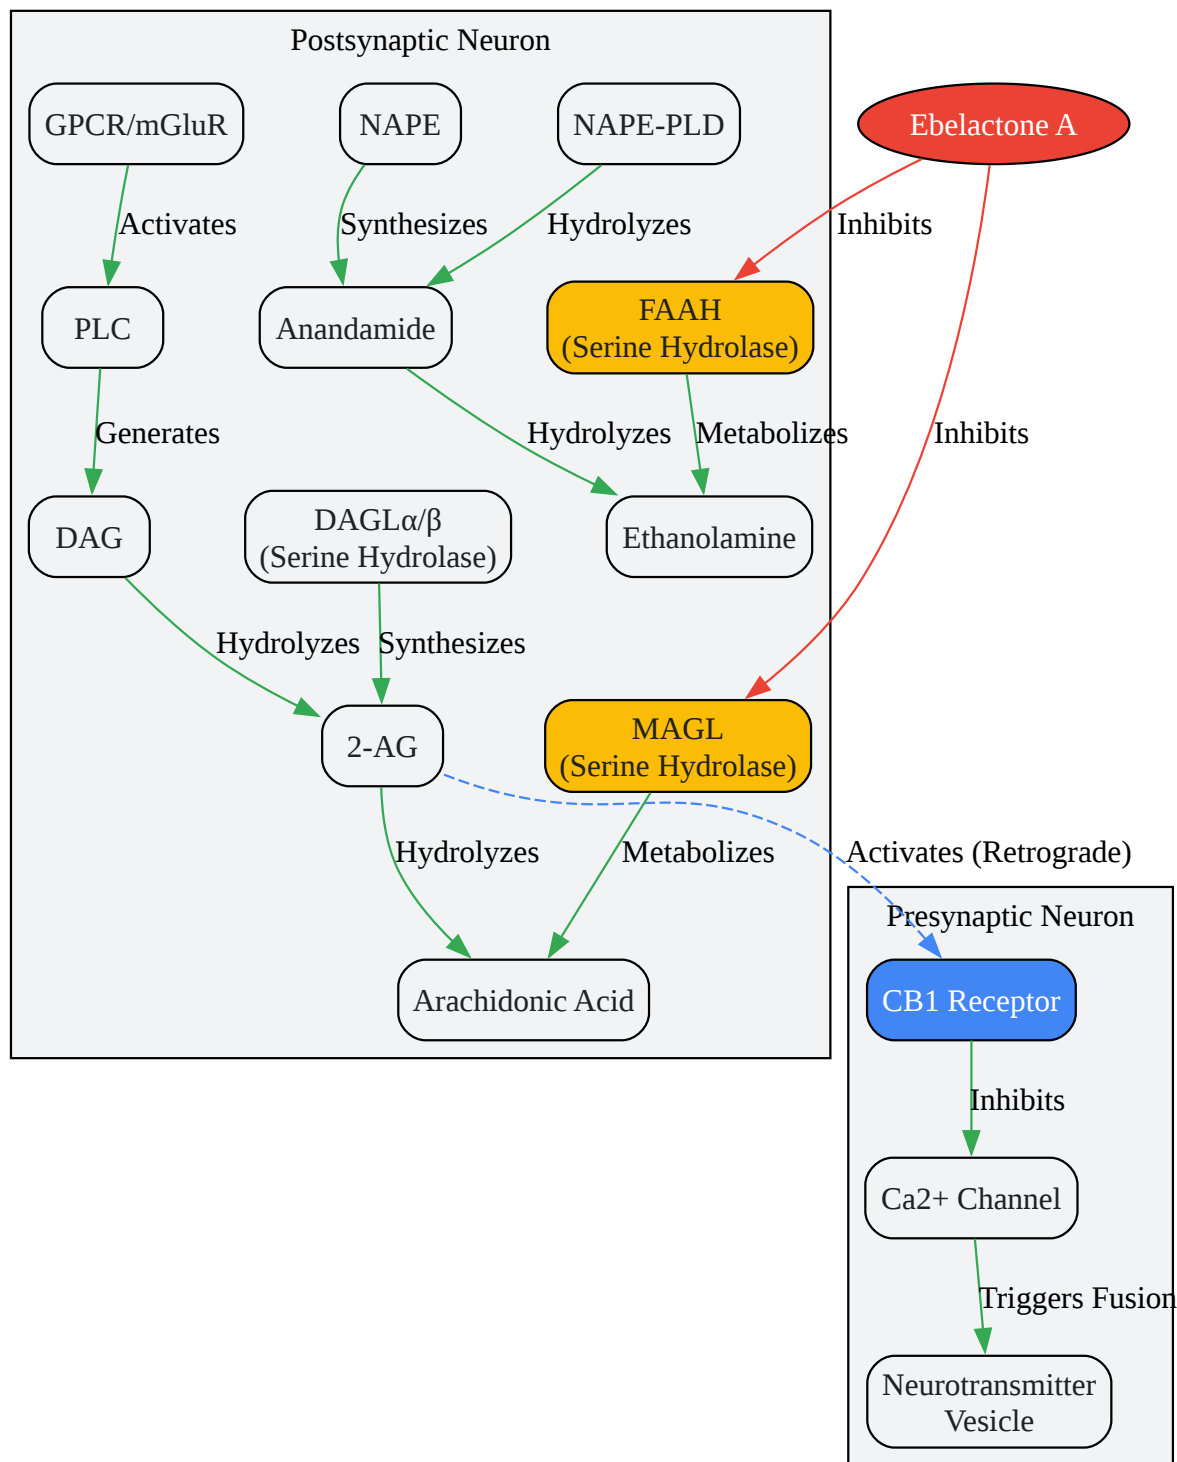 Postsynaptic Neuron
GPCR/mGluR
NAPE
NAPE-PLD
Ebelactone A
Activates
Synthesizes
Hydrolyzes
Inhibits
PLC
Anandamide
FAAH
(Serine Hydrolase)
Generates
Hydrolyzes
Metabolizes
Inhibits
DAG
DAGLα/β
(Serine Hydrolase)
Ethanolamine
Hydrolyzes
Synthesizes
2-AG
MAGL
(Serine Hydrolase)
Hydrolyzes
Metabolizes
Activates (Retrograde)
Presynaptic Neuron
Arachidonic Acid
CB1 Receptor
Inhibits
Ca2+ Channel
Triggers Fusion
Neurotransmitter
Vesicle